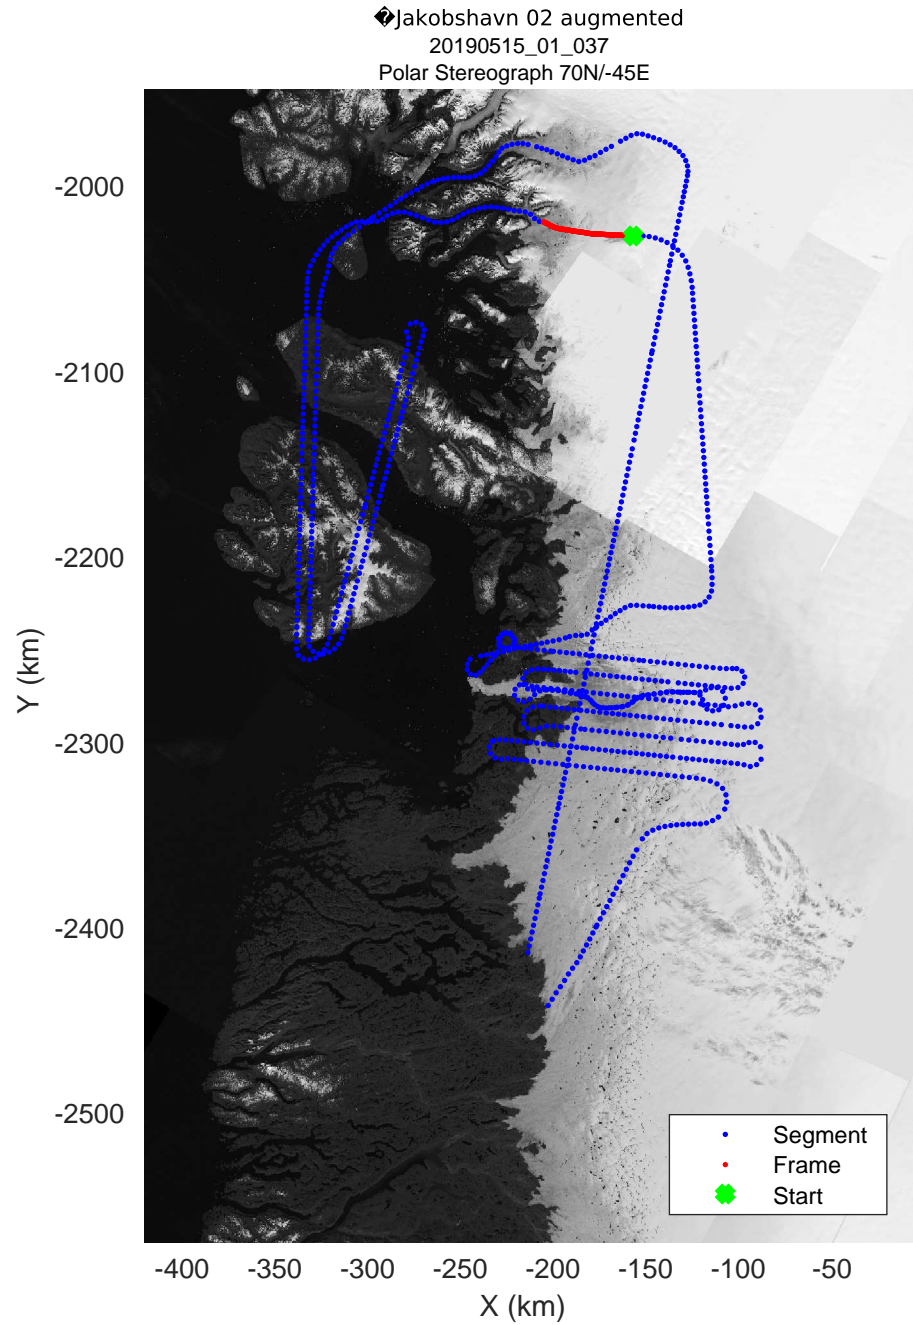 �Jakobshavn 02 augmented
20190515_01_037
Polar Stereograph 70N/-45E
-2000
-2100
-2200
-2300
-2400
-2500
Y (km)
Segment
Frame
Start
-400 -350 -300 -250 -200 -150 -100 -50
X (km)